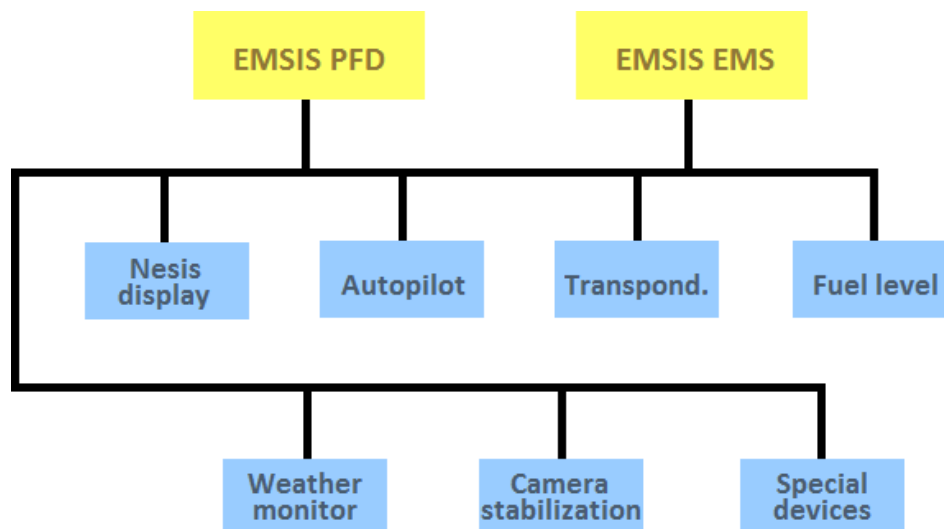 EMSIS PFD
EMSIS EMS
Nesis
display
Autopilot
Transpond.
Fuel level
Weather
monitor
Camera
stabilization
Special
devices